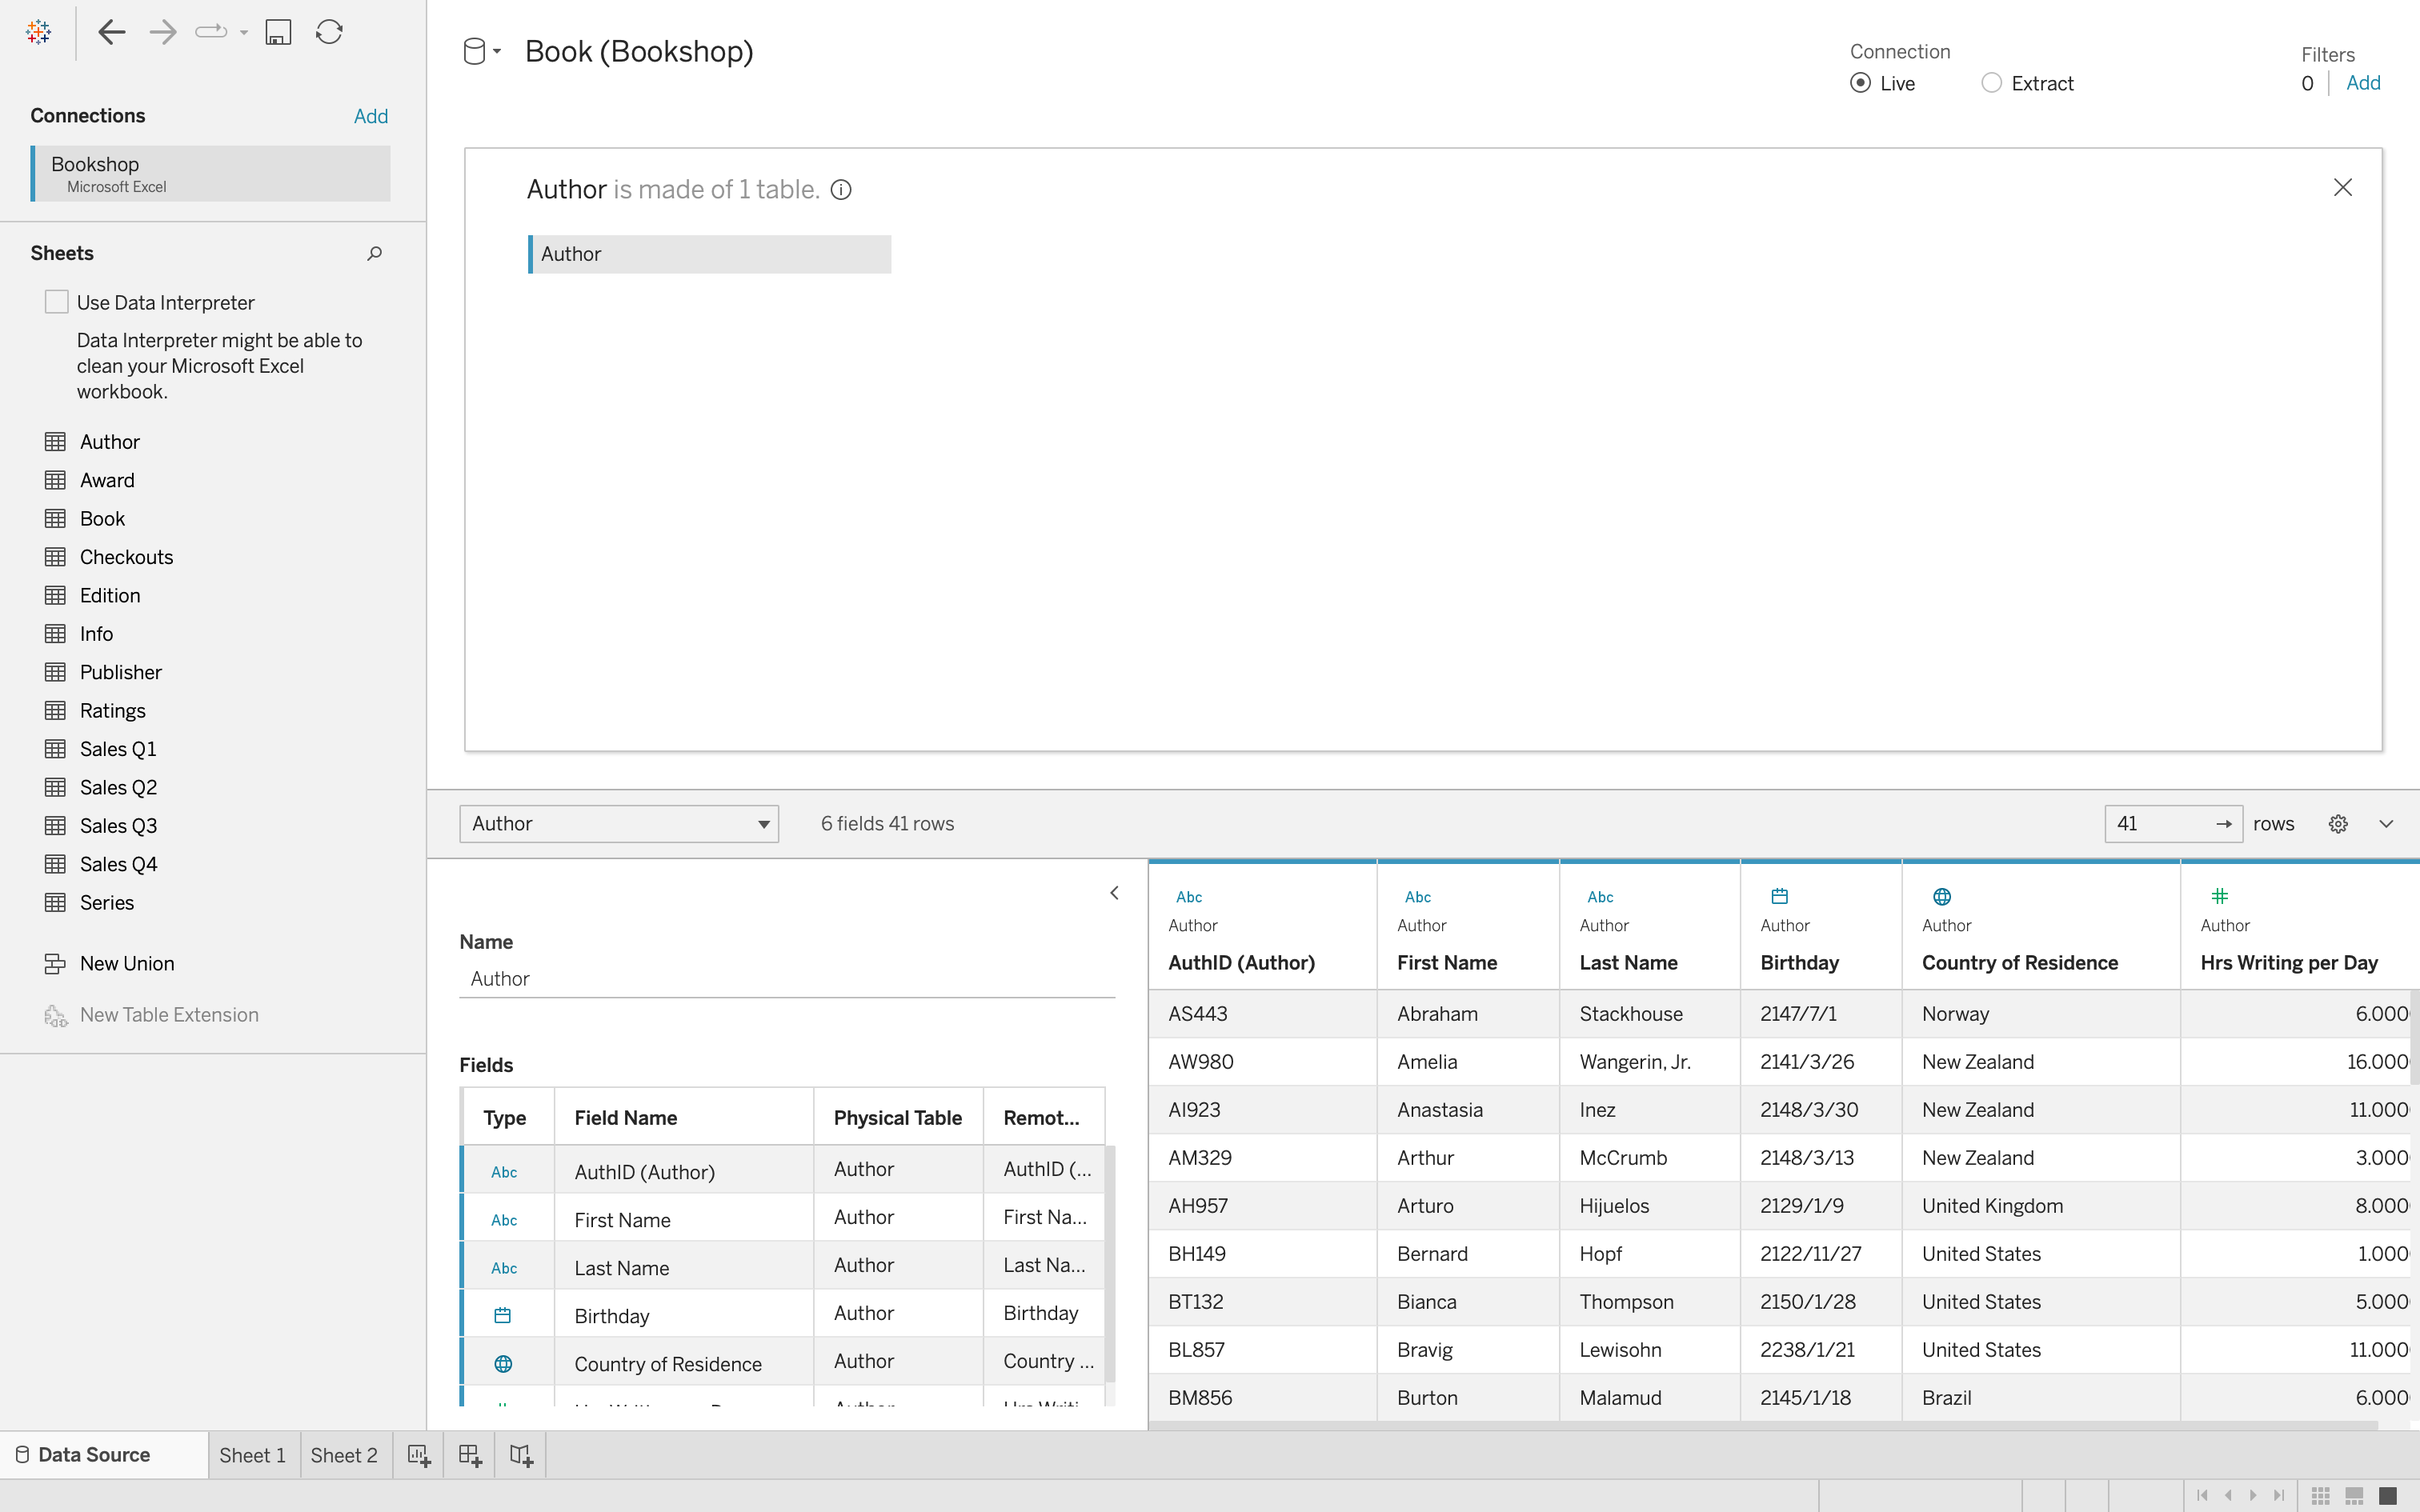 Book (Bookshop)
Connection
Live
Extract
Filters
0
Add
Connections
Add
Bookshop
Microsoft Excel
Sheets
Use Data Interpreter
Data Interpreter might be able to
clean your Microsoft Excel
workbook.
Author
Award
Book
Checkouts
Edition
Info
Publisher
Ratings
Sales Q1
Sales Q2
Sales Q3
Sales Q4
Series
New Union
New Table Extension
Author is made of 1 table.
Author
Author
6 fields 41 rows
41 → rows
Name
Author
Fields
Type Field Name Physical Table Remot...
Abc AuthID (Author) Author AuthID (...
Abc First Name Author First Na...
Abc Last Name Author Last Na...
Birthday Author Birthday
Country of Residence Author Country ...
Abc Abc Abc #
Author Author Author Author Author Author
AuthID (Author) First Name Last Name Birthday Country of Residence Hrs Writing per Day
AS443 Abraham Stackhouse 2147/7/1 Norway 6.000
AW980 Amelia Wangerin, Jr. 2141/3/26 New Zealand 16.000
AI923 Anastasia Inez 2148/3/30 New Zealand 11.000
AM329 Arthur McCrumb 2148/3/13 New Zealand 3.000
AH957 Arturo Hijuelos 2129/1/9 United Kingdom 8.000
BH149 Bernard Hopf 2122/11/27 United States 1.000
BT132 Bianca Thompson 2150/1/28 United States 5.000
BL857 Bravig Lewisohn 2238/1/21 United States 11.000
BM856 Burton Malamud 2145/1/18 Brazil 6.000
Data Source
Sheet 1
Sheet 2